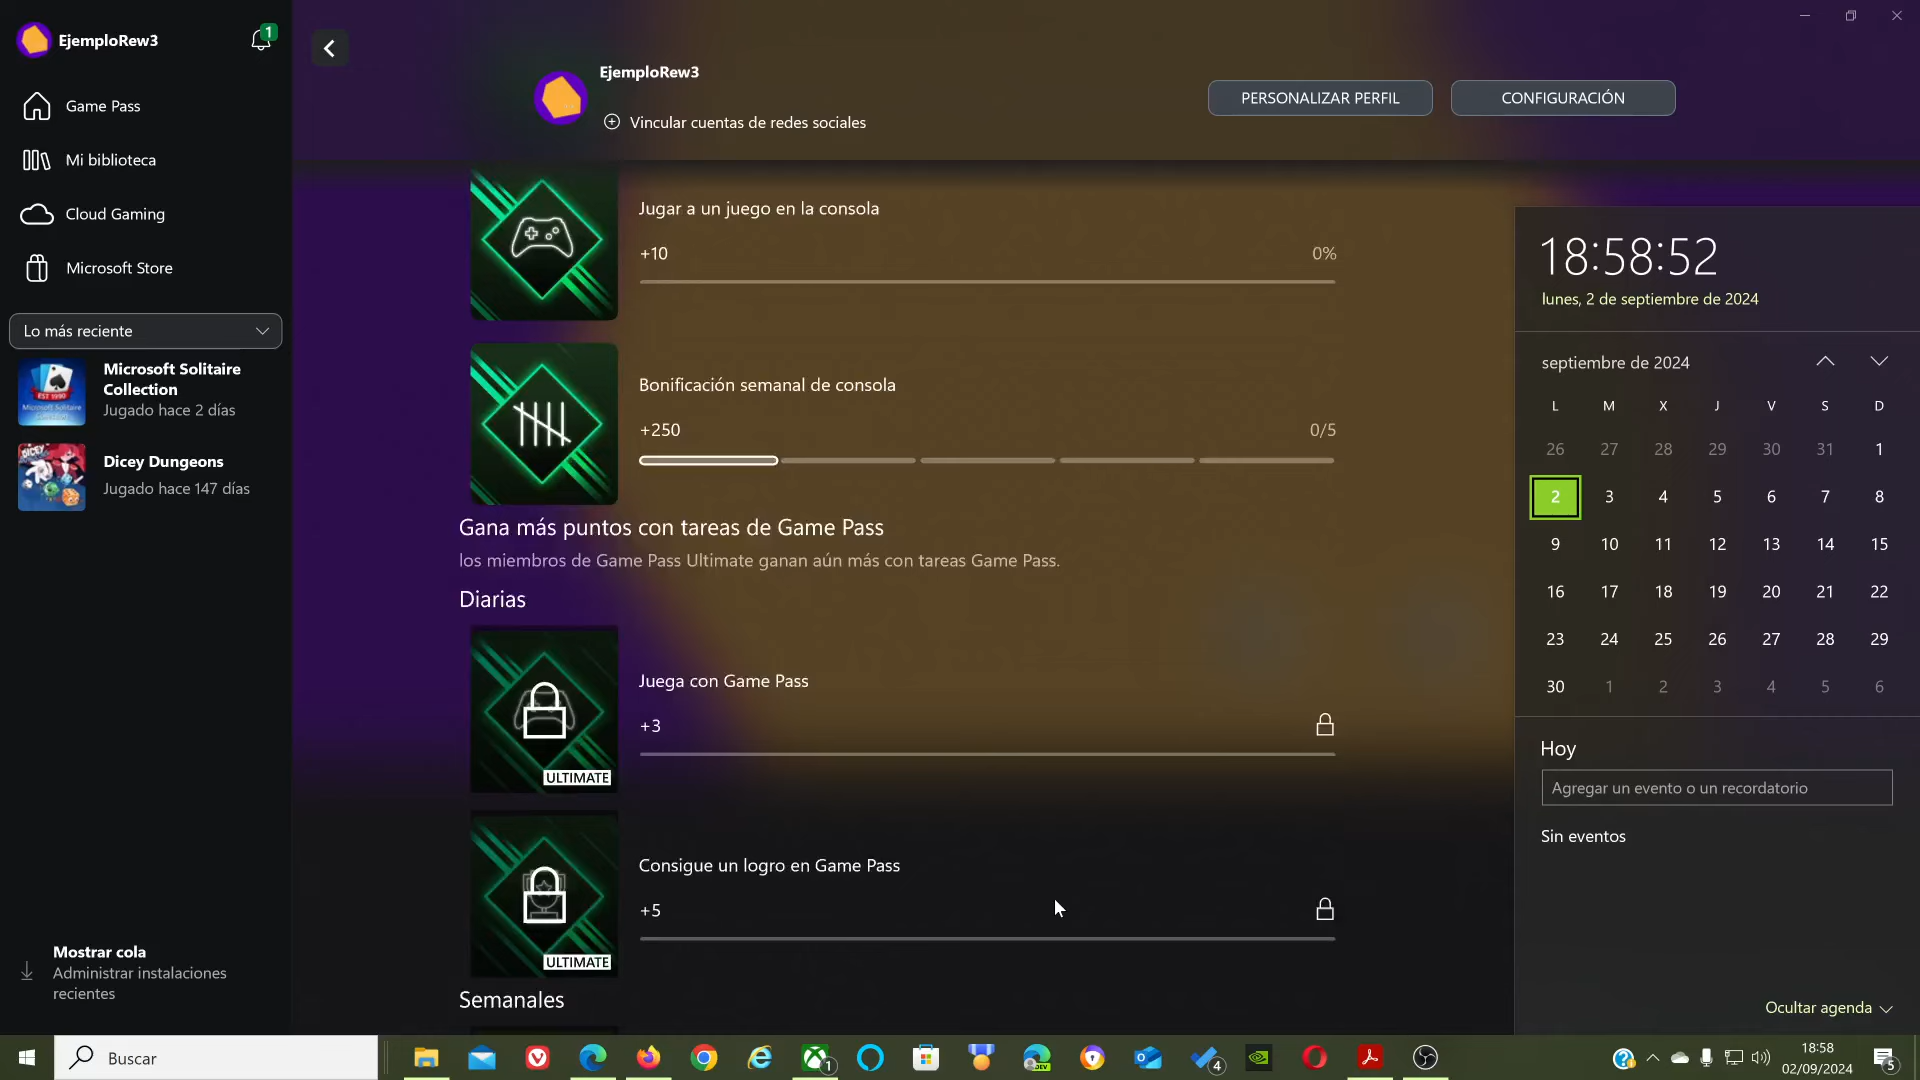 EjemploRew3
1
Game Pass
Mi biblioteca
Cloud Gaming
Microsoft Store
Lo más reciente
Microsoft Solitaire
Collection
Jugado hace 2 días
Dicey Dungeons
Jugado hace 147 días
Mostrar cola
Administrar instalaciones
recientes
EjemploRew3
Vincular cuentas de redes sociales
PERSONALIZAR PERFIL
CONFIGURACIÓN
Jugar a un juego en la consola
+10 0%
Bonificación semanal de consola
+250 0/5
Gana más puntos con tareas de Game Pass
los miembros de Game Pass Ultimate ganan aún más con tareas Game Pass.
Diarias
Juega con Game Pass
+3
ULTIMATE
Consigue un logro en Game Pass
+5
ULTIMATE
Semanales
18:58:52
lunes, 2 de septiembre de 2024
septiembre de 2024
L M X J V S D
26 27 28 29 30 31 1
2 3 4 5 6 7 8
9 10 11 12 13 14 15
16 17 18 19 20 21 22
23 24 25 26 27 28 29
30 1 2 3 4 5 6
Hoy
Agregar un evento o un recordatorio
Sin eventos
Ocultar agenda
Buscar
1
DEV
4
18:58
02/09/2024
5